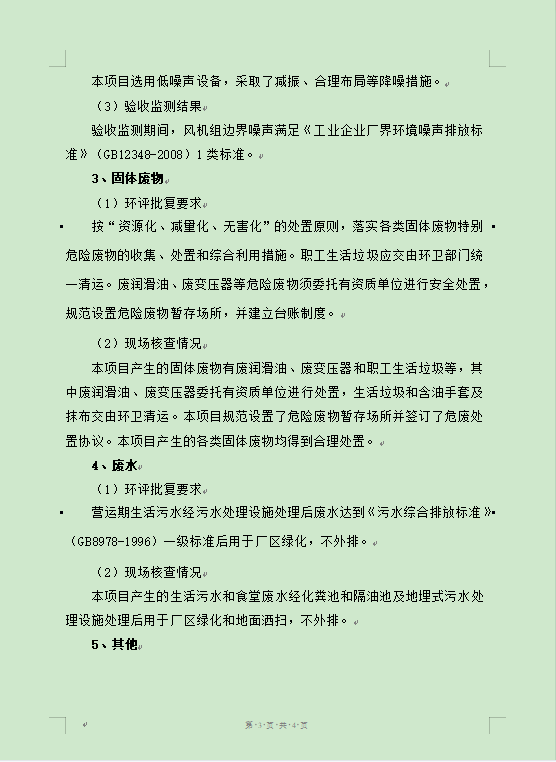 本项目选用低噪声设备，采取了减振、合理布局等降噪措施。
（3）验收监测结果
验收监测期间，风机组边界噪声满足《工业企业厂界环境噪声排放标
准》（GB12348-2008）1类标准。
3、固体废物
（1）环评批复要求
按“资源化、减量化、无害化”的处置原则，落实各类固体废物特别
危险废物的收集、处置和综合利用措施。职工生活垃圾应交由环卫部门统
一清运。废润滑油、废变压器等危险废物须委托有资质单位进行安全处置，
规范设置危险废物暂存场所，并建立台账制度。
（2）现场核查情况
本项目产生的固体废物有废润滑油、废变压器和职工生活垃圾等，其
中废润滑油、废变压器委托有资质单位进行处置，生活垃圾和含油手套及
抹布交由环卫清运。本项目规范设置了危险废物暂存场所并签订了危废处
置协议。本项目产生的各类固体废物均得到合理处置。
4、废水
（1）环评批复要求
营运期生活污水经污水处理设施处理后废水达到《污水综合排放标准》
（GB8978-1996）一级标准后用于厂区绿化，不外排。
（2）现场核查情况
本项目产生的生活污水和食堂废水经化粪池和隔油池及地埋式污水处
理设施处理后用于厂区绿化和地面洒扫，不外排。
5、其他
第·3·页·共·4·页